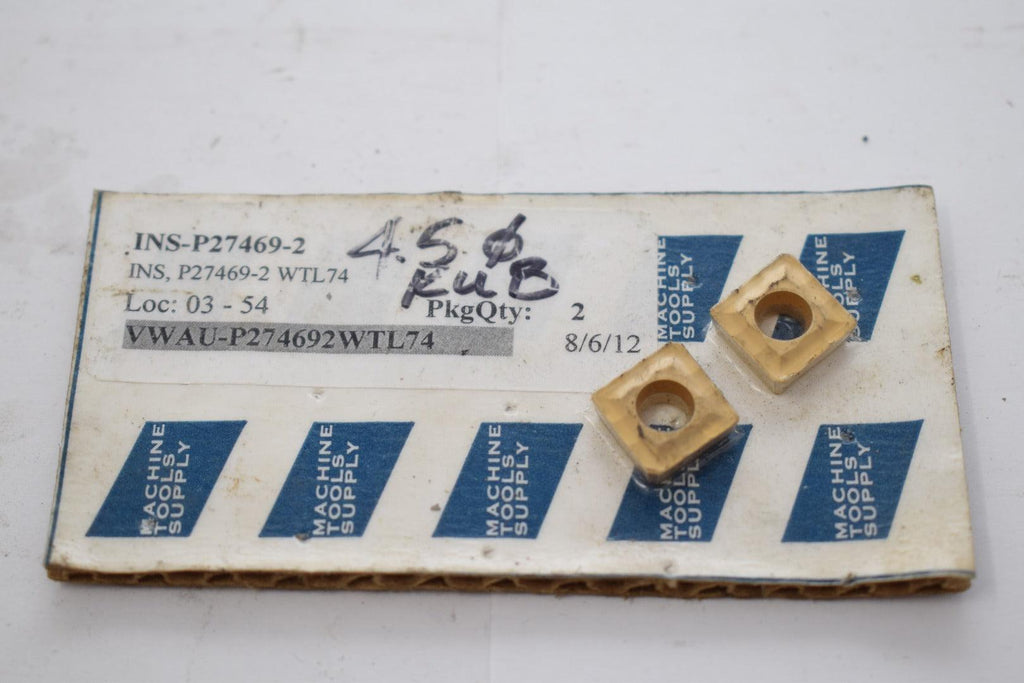 INS-P27469-2
4.5 Ø
INS, P27469-2 WTL74
KUB
Loc: 03 - 54
PkgQty: 2
VWAU-P274692WTL74
8/6/12
MACHINE
TOOLS
SUPPLY
MACHINE
TOOLS
SUPPLY
MACHINE
TOOLS
SUPPLY
MACHINE
TOOLS
SUPPLY
MACHINE
TOOLS
SUPPLY
MACHINE
TOOLS
SUPPLY
MACHINE
TOOLS
SUPPLY